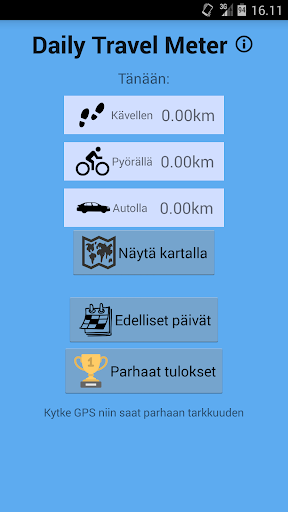 3G 16.11
Daily Travel Meter
Tänään:
Kävellen 0.00km
Pyörällä 0.00km
Autolla 0.00km
Näytä kartalla
Edelliset päivät
1
Parhaat tulokset
Kytke GPS niin saat parhaan tarkkuuden